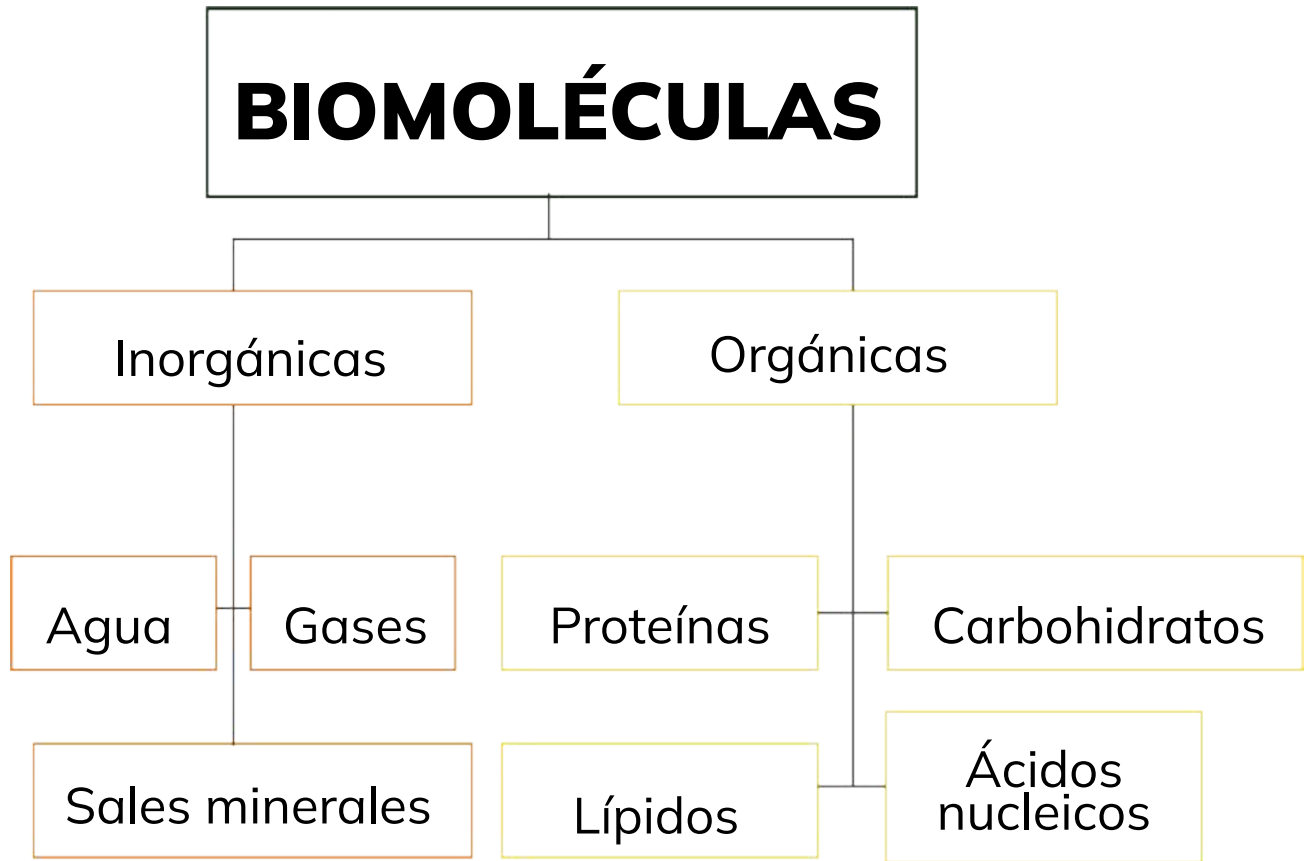 BIOMOLÉCULAS
Inorgánicas
Orgánicas
Agua
Gases
Proteínas
Carbohidratos
Sales minerales
Lípidos
Ácidos
nucleicos